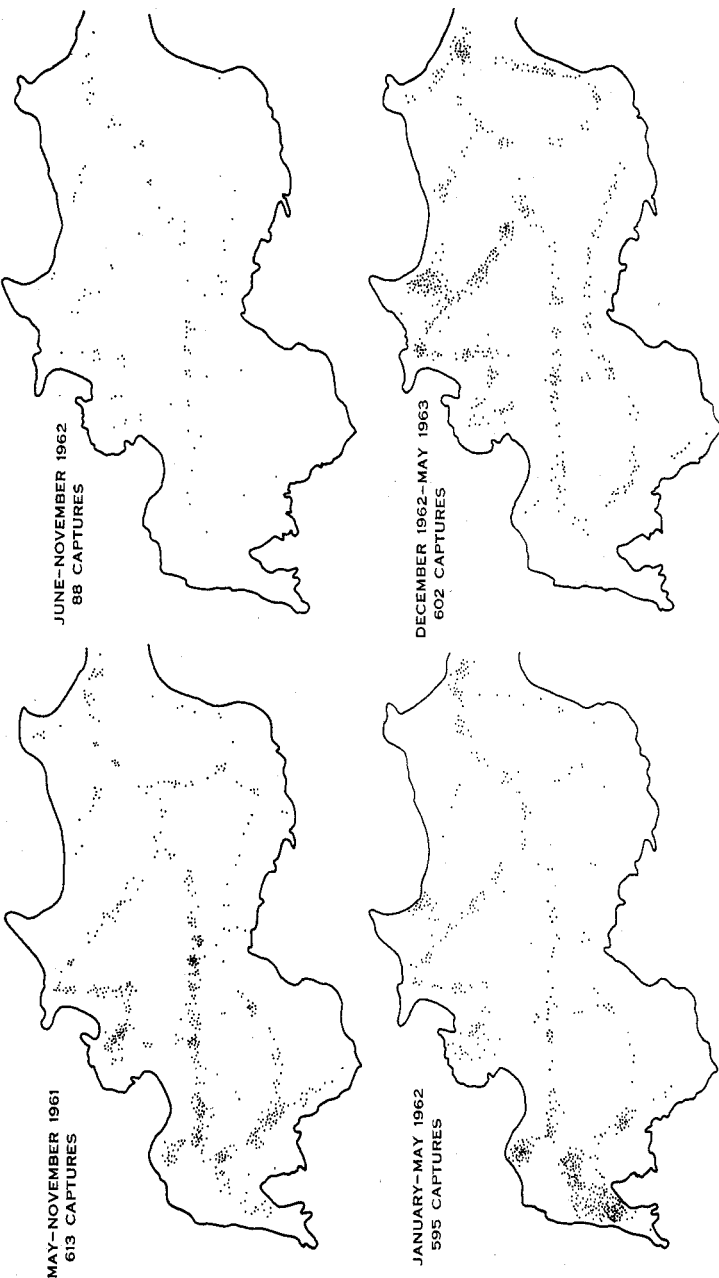 MAY–NOVEMBER 1961
613 CAPTURES
JUNE–NOVEMBER 1962
88 CAPTURES
JANUARY–MAY 1962
595 CAPTURES
DECEMBER 1962–MAY 1963
602 CAPTURES